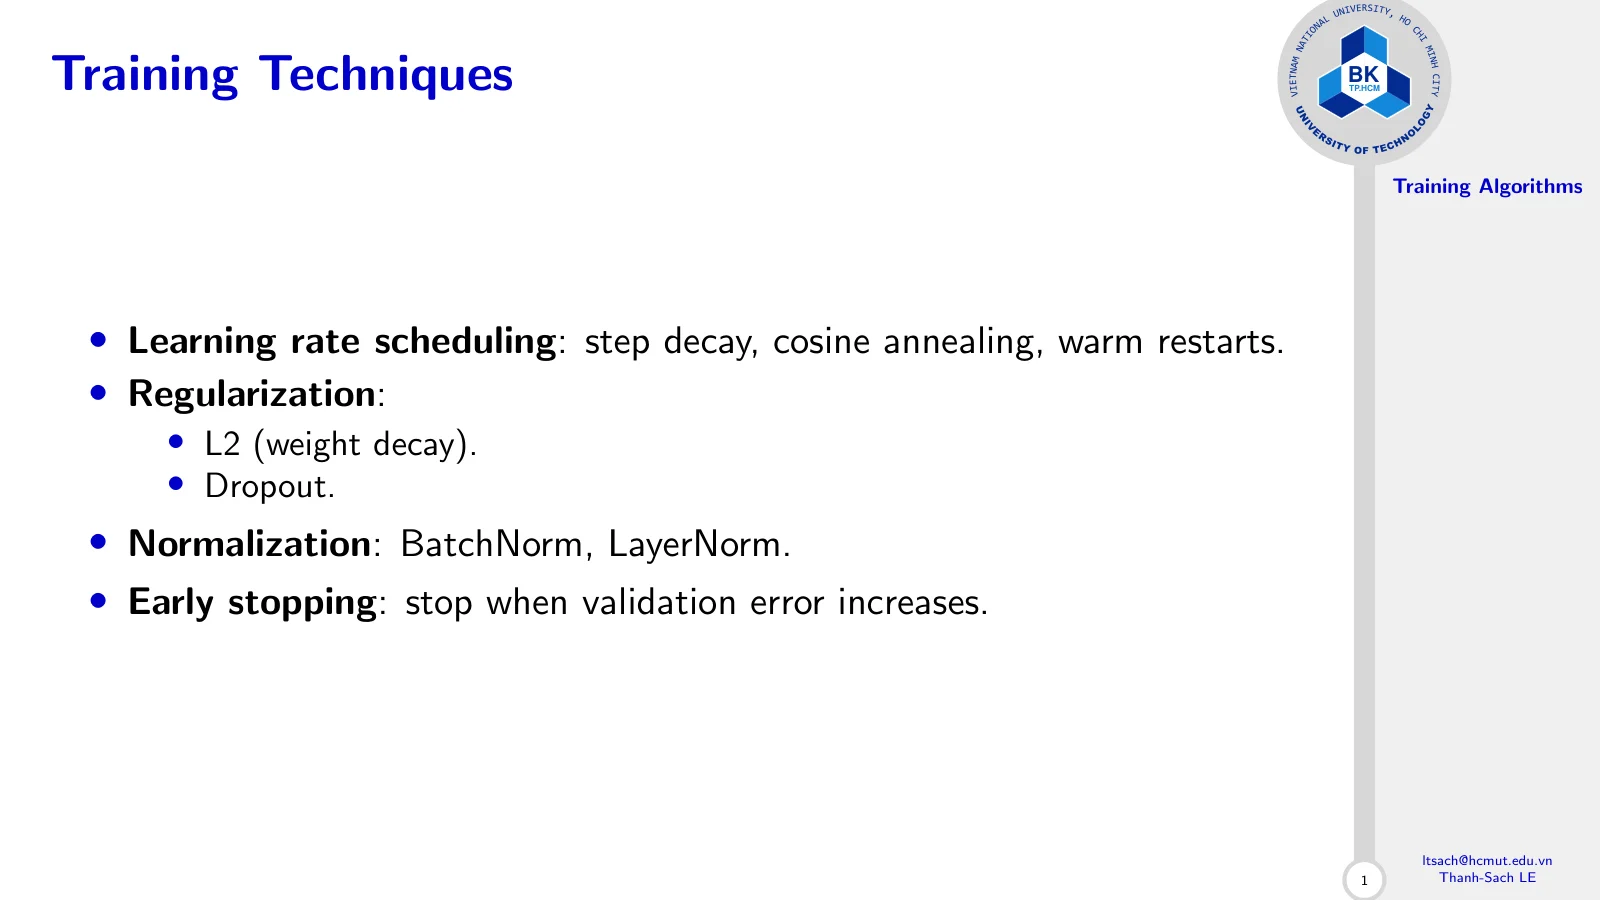 Training Techniques
VIETNAM NATIONAL UNIVERSITY, HO CHI MINH CITY
BK
TP.HCM
UNIVERSITY OF TECHNOLOGY
Training Algorithms
• Learning rate scheduling: step decay, cosine annealing, warm restarts.
• Regularization:
• L2 (weight decay).
• Dropout.
• Normalization: BatchNorm, LayerNorm.
• Early stopping: stop when validation error increases.
ltsach@hcmut.edu.vn
Thanh-Sach LE
1